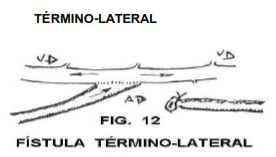 TÉRMINO-LATERAL
VD VD
AD
FIG. 12
FÍSTULA TÉRMINO-LATERAL